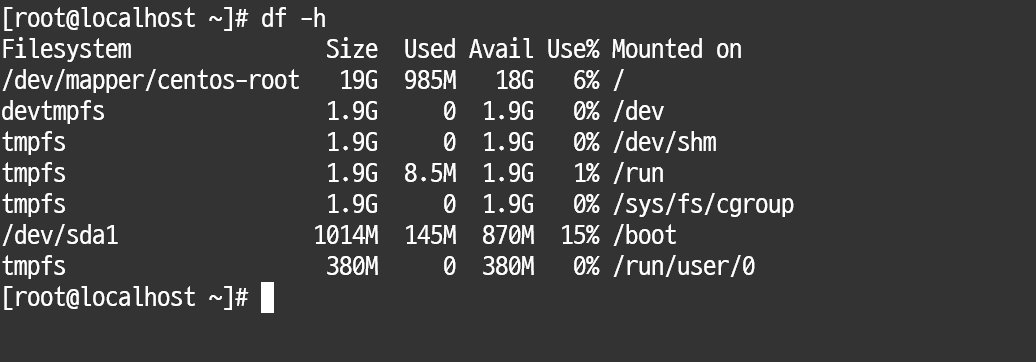 [root@localhost ~]# df -h
Filesystem               Size  Used Avail Use% Mounted on
/dev/mapper/centos-root   19G  985M   18G   6% /
devtmpfs                 1.9G     0  1.9G   0% /dev
tmpfs                    1.9G     0  1.9G   0% /dev/shm
tmpfs                    1.9G  8.5M  1.9G   1% /run
tmpfs                    1.9G     0  1.9G   0% /sys/fs/cgroup
/dev/sda1               1014M  145M  870M  15% /boot
tmpfs                    380M     0  380M   0% /run/user/0
[root@localhost ~]#